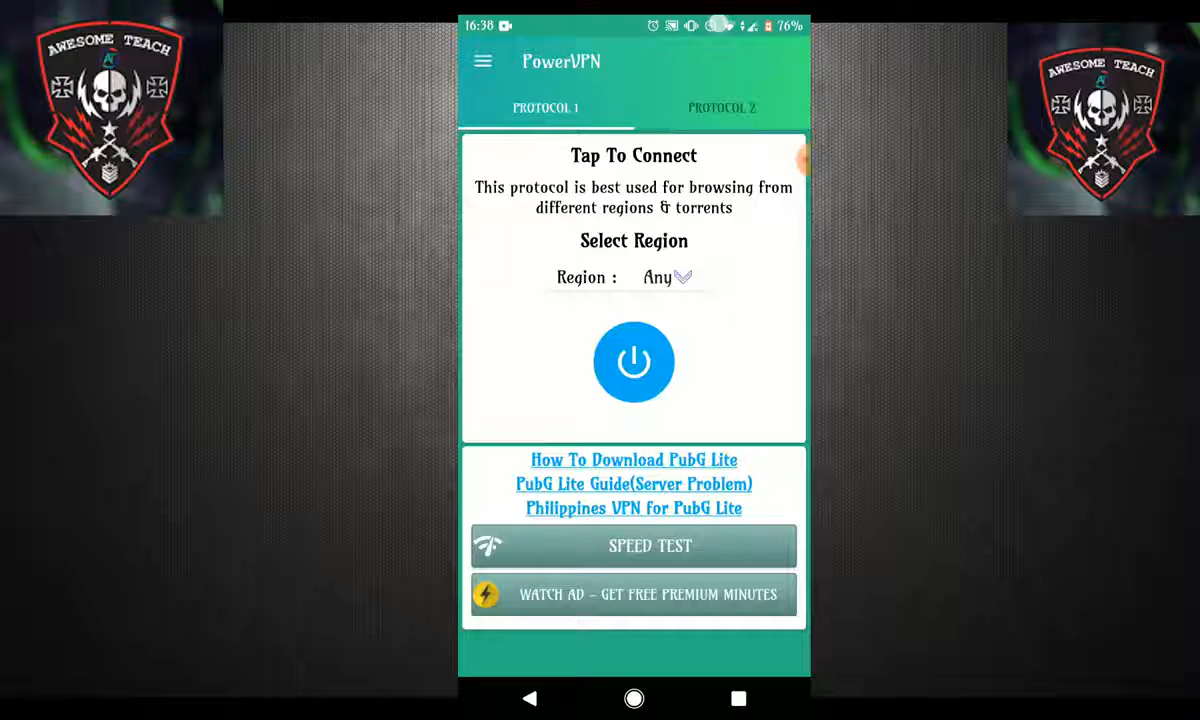 AWESOME TEACH
AT
16:38
76%
PowerVPN
PROTOCOL 1
PROTOCOL 2
Tap To Connect
This protocol is best used for browsing from
different regions & torrents
Select Region
Region : Any
How To Download PubG Lite
PubG Lite Guide(Server Problem)
Philippines VPN for PubG Lite
SPEED TEST
WATCH AD - GET FREE PREMIUM MINUTES
AWESOME TEACH
AT